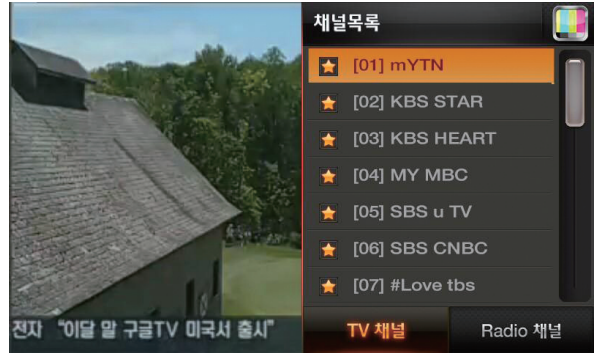 전자 "이달 말 구글TV 미국서 출시"
채널목록
[01] mYTN
[02] KBS STAR
[03] KBS HEART
[04] MY MBC
[05] SBS u TV
[06] SBS CNBC
[07] #Love tbs
TV 채널
Radio 채널